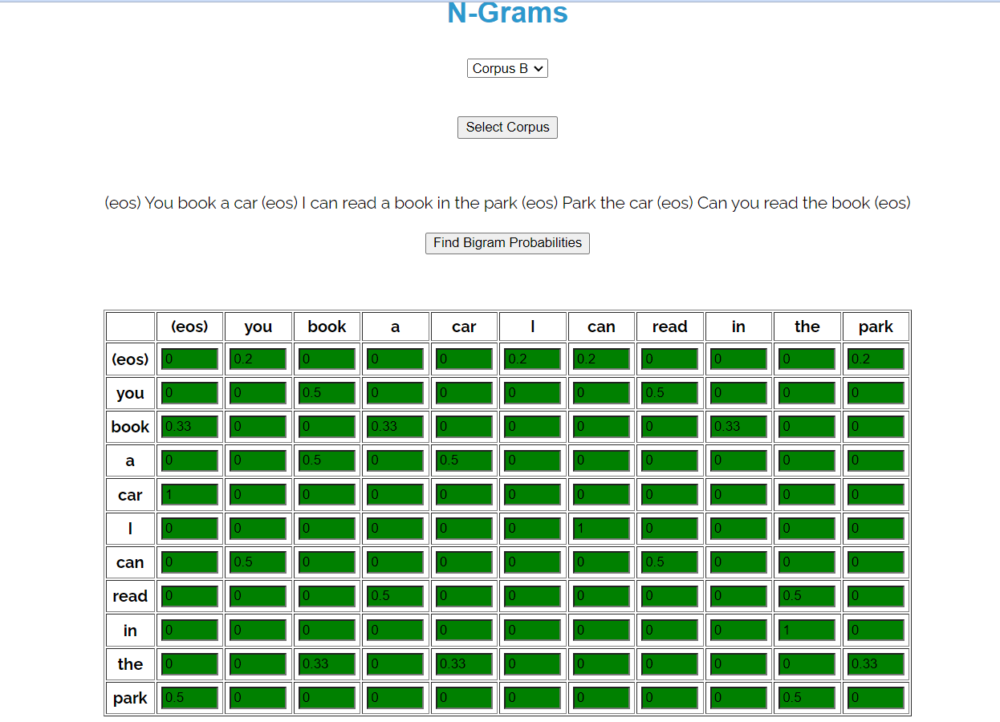 N-Grams
Corpus B
Select Corpus
(eos) You book a car (eos) I can read a book in the park (eos) Park the car (eos) Can you read the book (eos)
Find Bigram Probabilities
(eos) you book a car I can read in the park
(eos) 0 0.2 0 0 0 0.2 0.2 0 0 0 0.2
you 0 0 0.5 0 0 0 0 0.5 0 0 0
book 0.33 0 0 0.33 0 0 0 0 0.33 0 0
a 0 0 0.5 0 0.5 0 0 0 0 0 0
car 1 0 0 0 0 0 0 0 0 0 0
I 0 0 0 0 0 0 1 0 0 0 0
can 0 0.5 0 0 0 0 0 0.5 0 0 0
read 0 0 0 0.5 0 0 0 0 0 0.5 0
in 0 0 0 0 0 0 0 0 0 1 0
the 0 0 0.33 0 0.33 0 0 0 0 0 0.33
park 0.5 0 0 0 0 0 0 0 0 0.5 0